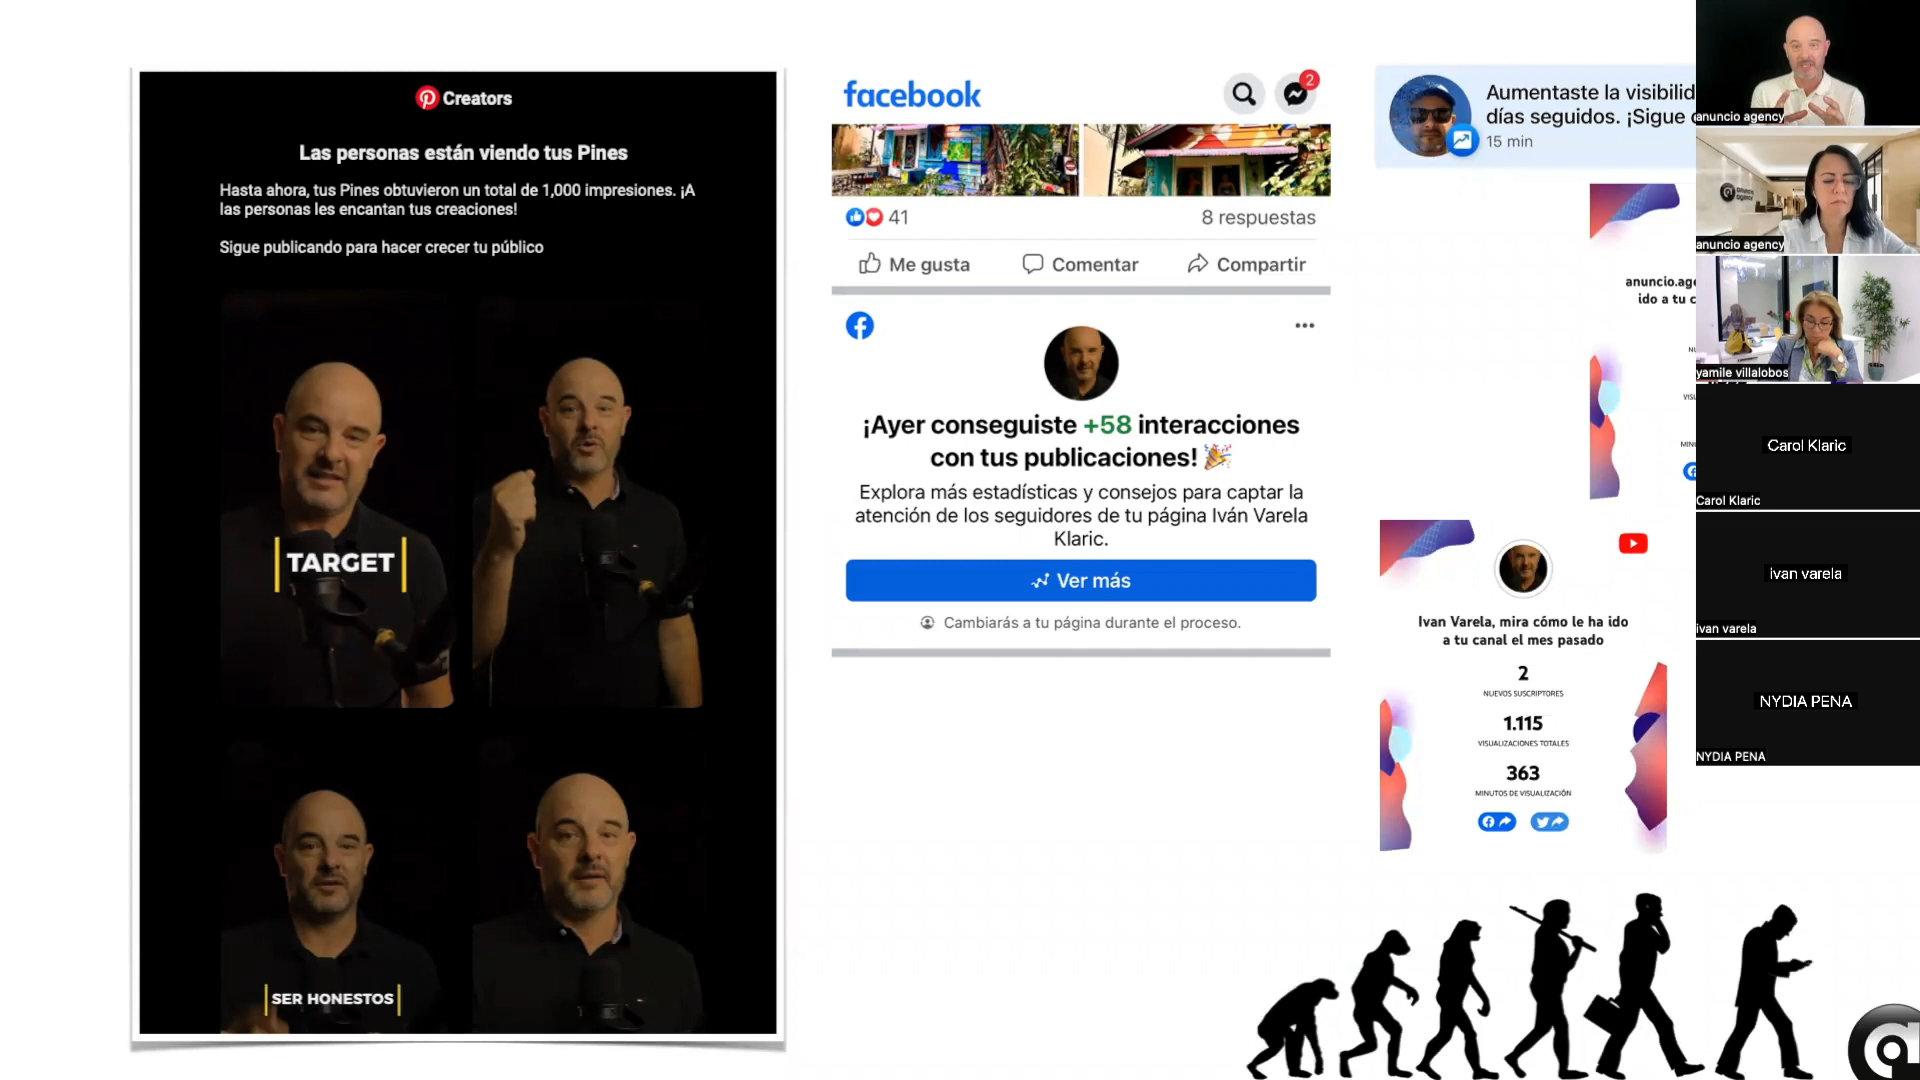 Creators
Las personas están viendo tus Pines
Hasta ahora, tus Pines obtuvieron un total de 1,000 impresiones. ¡A
las personas les encantan tus creaciones!
Sigue publicando para hacer crecer tu público
TARGET
SER HONESTOS
facebook
2
41
8 respuestas
Me gusta
Comentar
Compartir
¡Ayer conseguiste +58 interacciones
con tus publicaciones! 🎉
Explora más estadísticas y consejos para captar la
atención de los seguidores de tu página Iván Varela
Klaric.
Ver más
Cambiarás a tu página durante el proceso.
Aumentaste la visibilid
días seguidos. ¡Sigue
15 min
anuncio.age
ido a tu c
Ivan Varela, mira cómo le ha ido
a tu canal el mes pasado
2
NUEVOS SUSCRIPTORES
1.115
VISUALIZACIONES TOTALES
363
MINUTOS DE VISUALIZACIÓN
anuncio agency
anuncio agency
anuncio agency
yamile villalobos
Carol Klaric
Carol Klaric
ivan varela
ivan varela
NYDIA PENA
NYDIA PENA